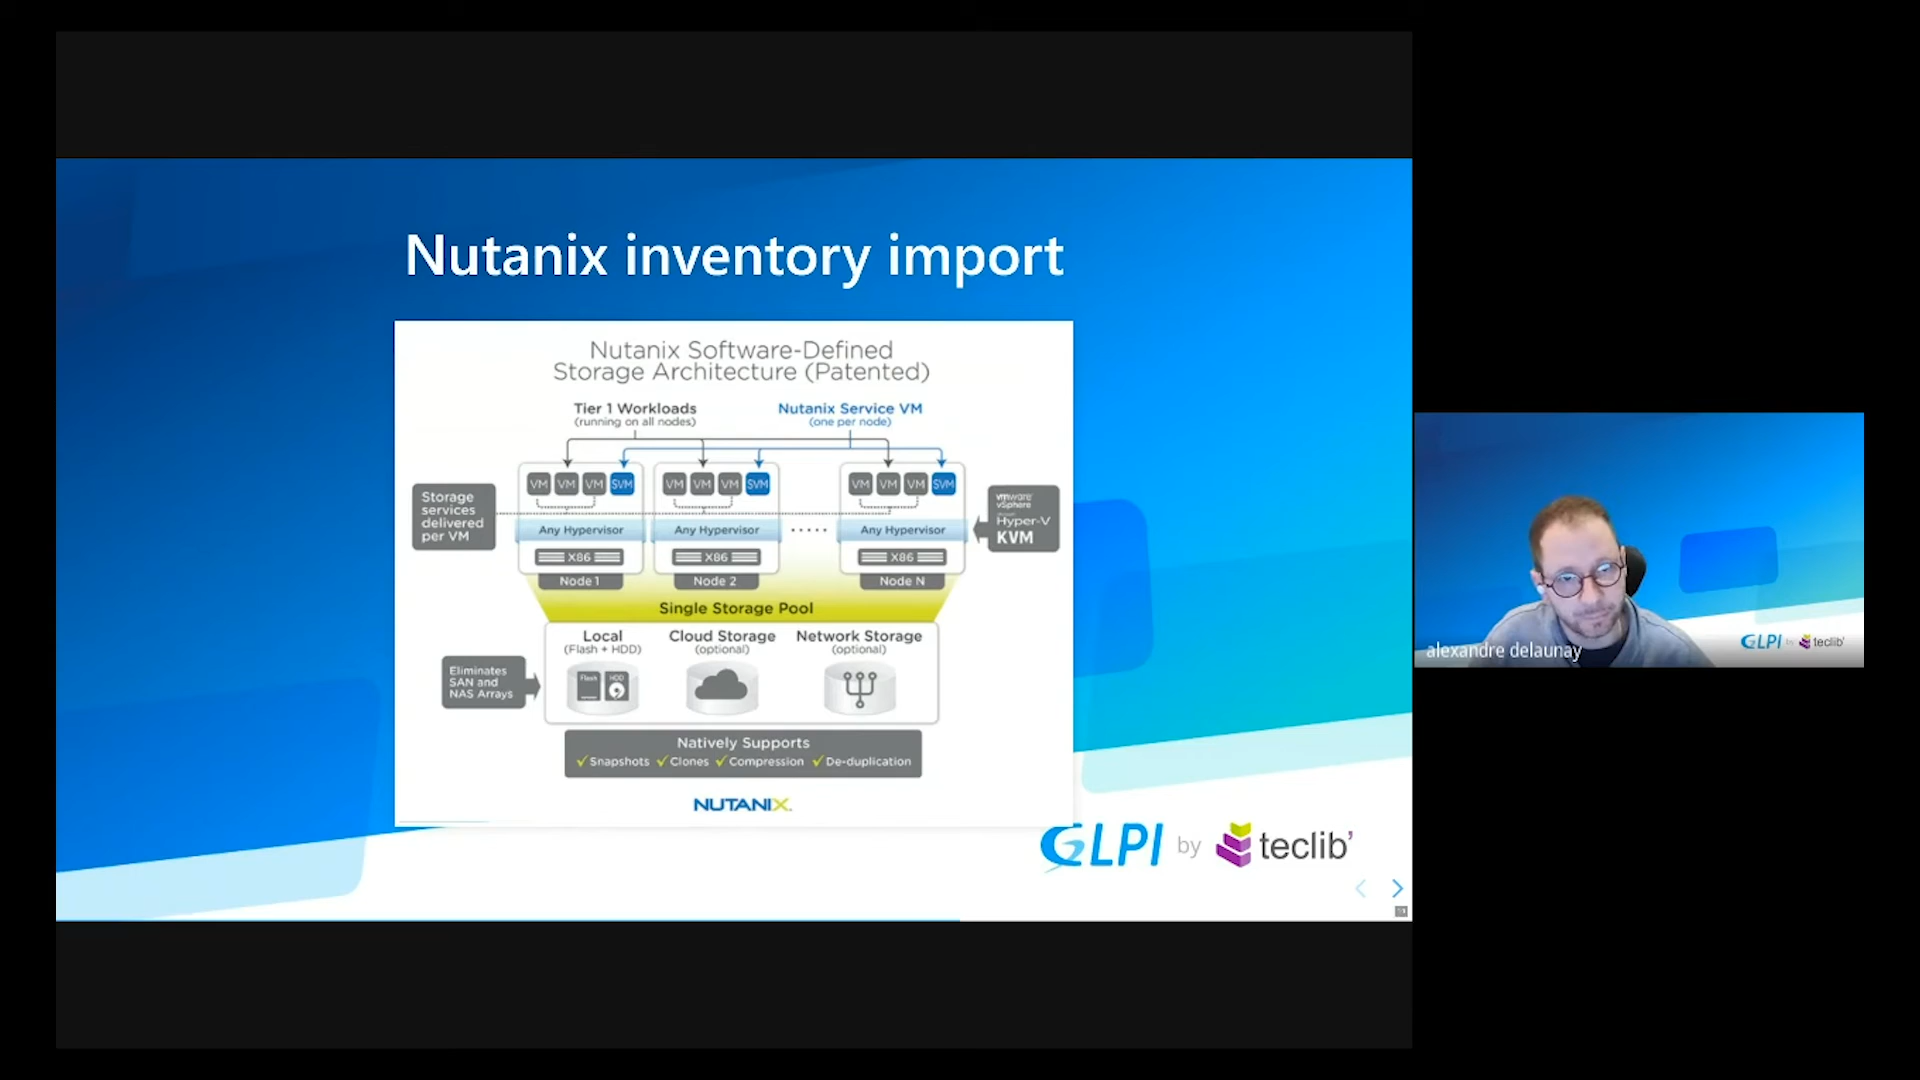 Nutanix inventory import
Nutanix Software-Defined
Storage Architecture (Patented)
Tier 1 Workloads
(running on all nodes)
Nutanix Service VM
(one per node)
VM VM VM SVM
VM VM VM SVM
VM VM VM SVM
Storage
services
delivered
per VM
Any Hypervisor
Any Hypervisor
.....
Any Hypervisor
vmware
vSphere
Hyper-V
KVM
X86
X86
X86
Node 1
Node 2
Node N
Single Storage Pool
Local
(Flash + HDD)
Cloud Storage
(optional)
Network Storage
(optional)
Eliminates
SAN and
NAS Arrays
Flash
HDD
Natively Supports
✓Snapshots ✓Clones ✓Compression ✓De-duplication
NUTANIX
GLPI by teclib'
alexandre delaunay
GLPI by teclib'